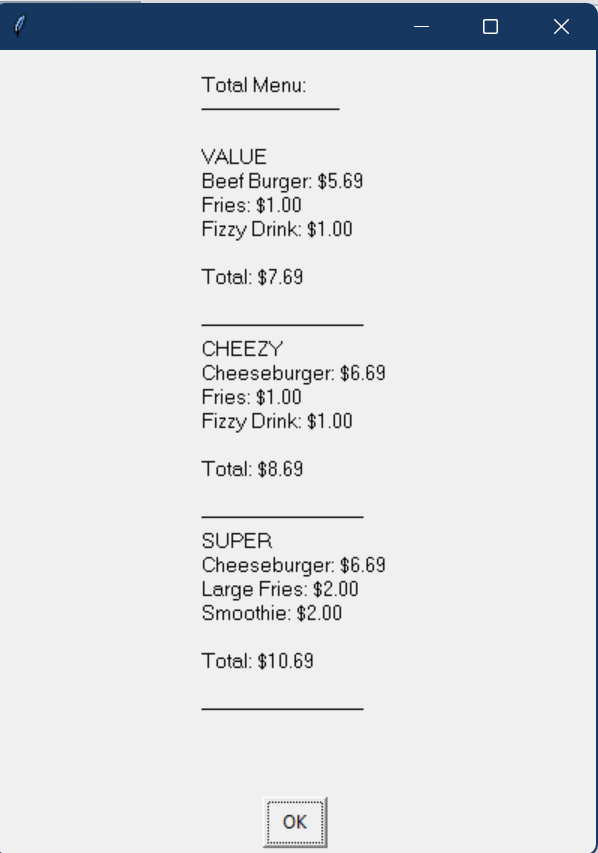 Total Menu:
VALUE
Beef Burger: $5.69
Fries: $1.00
Fizzy Drink: $1.00
Total: $7.69
CHEEZY
Cheeseburger: $6.69
Fries: $1.00
Fizzy Drink: $1.00
Total: $8.69
SUPER
Cheeseburger: $6.69
Large Fries: $2.00
Smoothie: $2.00
Total: $10.69
OK